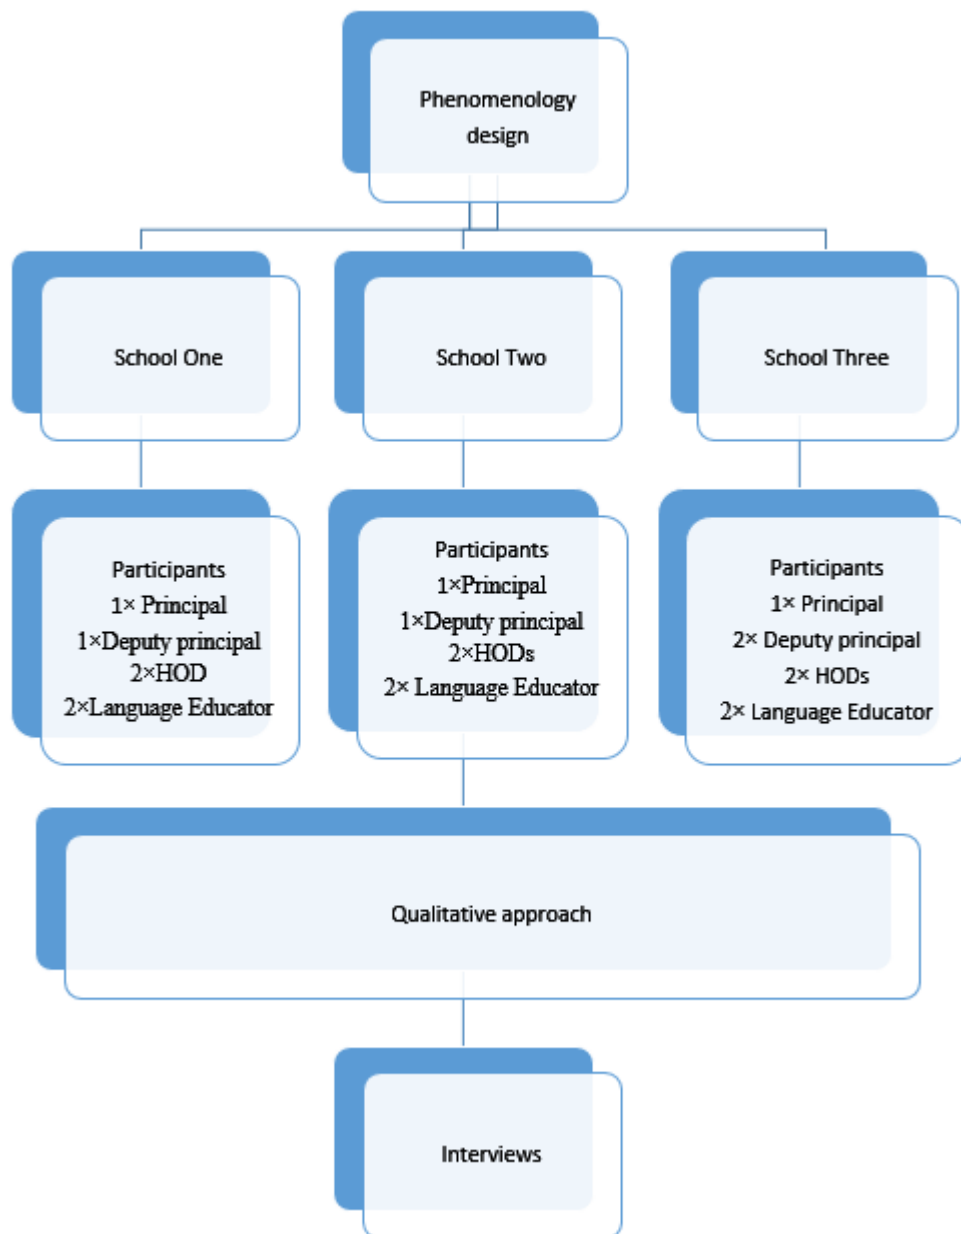 Phenomenology
design
School One
School Two
School Three
Participants
1× Principal
1×Deputy principal
2×HOD
2×Language Educator
Participants
1×Principal
1×Deputy principal
2×HODs
2× Language Educator
Participants
1× Principal
2× Deputy principal
2× HODs
2× Language Educator
Qualitative approach
Interviews